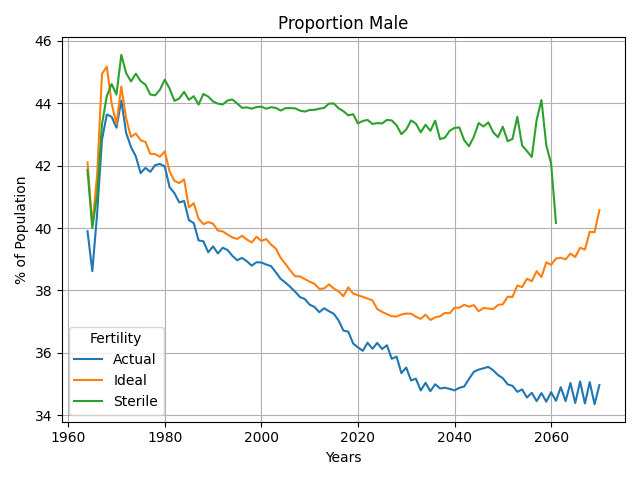 Proportion Male
% of Population
46
44
42
40
38
36
34
Fertility
Actual
Ideal
Sterile
1960 1980 2000 2020 2040 2060
Years